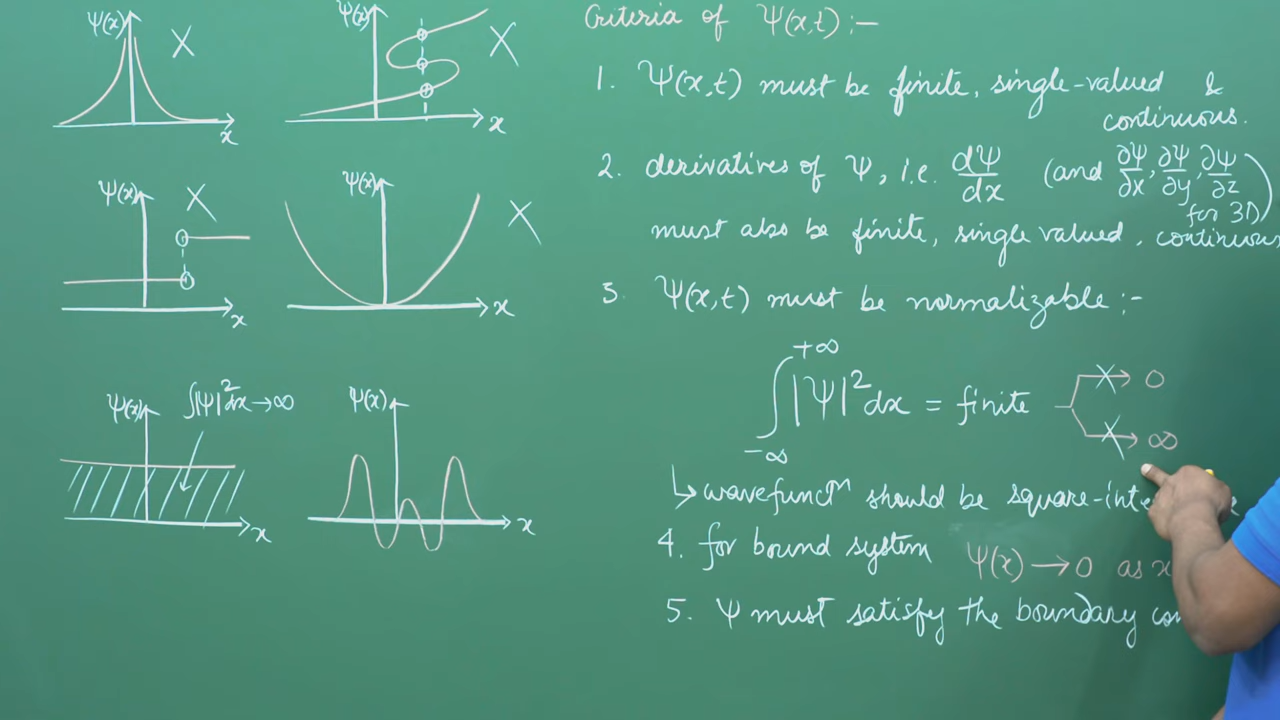 Ψ(x)
X
x
Ψ(x)
X
x
Ψ(x)
X
x
Ψ(x)
X
x
Ψ(x)
∫|Ψ|²dx→∞
x
Ψ(x)
x
Criteria of Ψ(x,t):-
1. Ψ(x,t) must be finite, single-valued &
continuous.
2. derivatives of Ψ, i.e. dΨ/dx (and ∂Ψ/∂x, ∂Ψ/∂y, ∂Ψ/∂z
for 3D)
must also be finite, single valued, continuous
3. Ψ(x,t) must be normalizable:-
∫_{-∞}^{+∞} |Ψ|² dx = finite
→ 0
→ ∞
↳ wavefunctⁿ should be square-inte
4. for bound system Ψ(x)→0 as x
5. Ψ must satisfy the boundary con